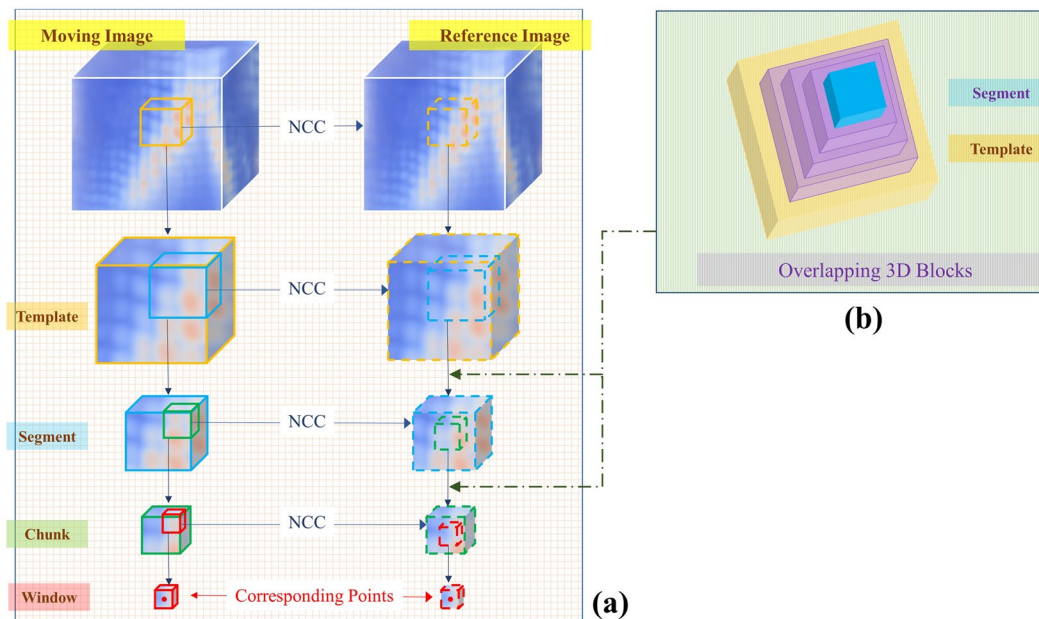 Moving Image
Reference Image
NCC
Template
NCC
Segment
NCC
Chunk
NCC
Window
Corresponding Points
(a)
Segment
Template
Overlapping 3D Blocks
(b)